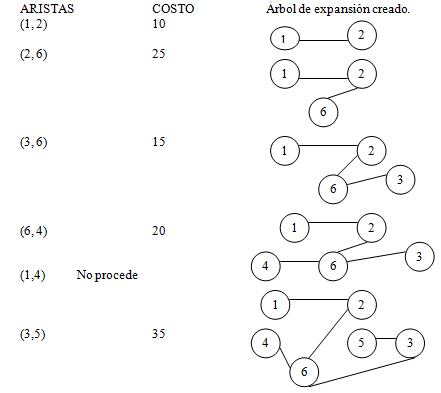 ARISTAS COSTO Arbol de expansión creado.
(1, 2) 10
1 2
(2, 6) 25
1 2
6
(3, 6) 15
1 2
6 3
(6, 4) 20
1 2
4 6 3
(1,4) No procede
1 2
(3,5) 35
4 5 3
6